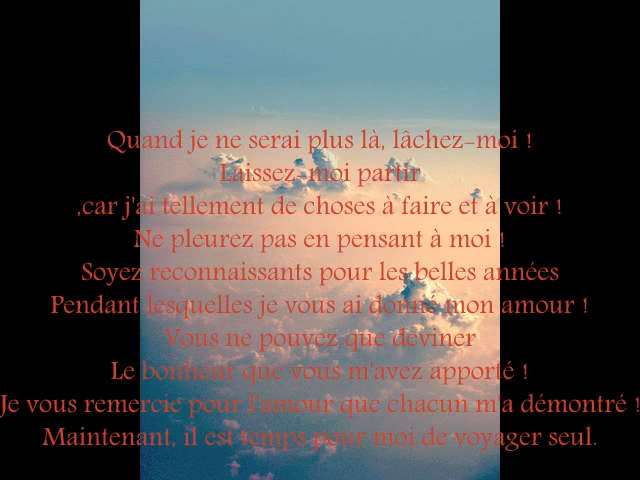 Quand je ne serai plus là, lâchez-moi !
Laissez-moi partir
,car j'ai tellement de choses à faire et à voir !
Ne pleurez pas en pensant à moi !
Soyez reconnaissants pour les belles années
Pendant lesquelles je vous ai donné mon amour !
Vous ne pouvez que deviner
Le bonheur que vous m'avez apporté !
Je vous remercie pour l'amour que chacun m'a démontré !
Maintenant, il est temps pour moi de voyager seul.